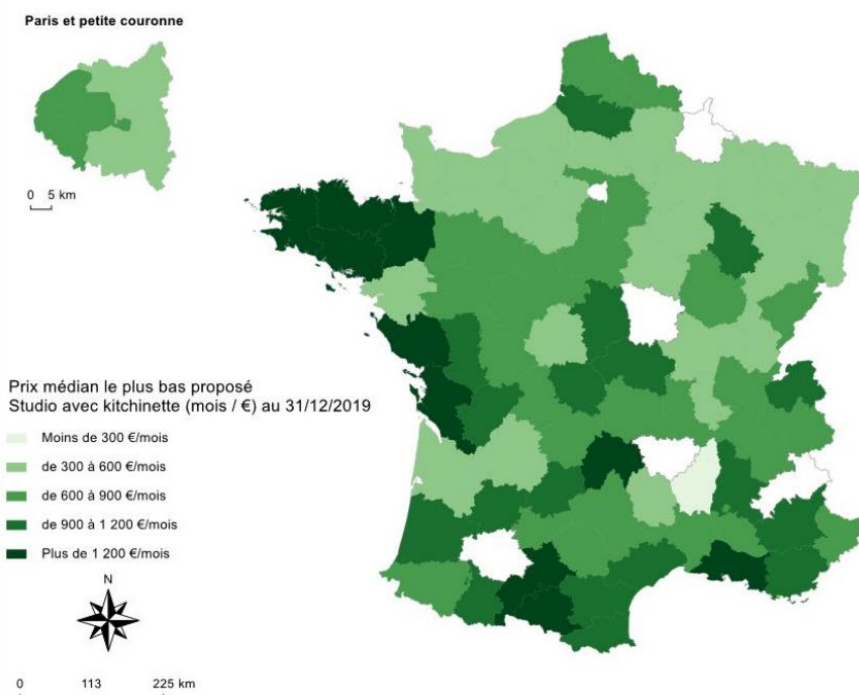 Paris et petite couronne
0 5 km
Prix médian le plus bas proposé
Studio avec kitchinette (mois / €) au 31/12/2019
Moins de 300 €/mois
de 300 à 600 €/mois
de 600 à 900 €/mois
de 900 à 1 200 €/mois
Plus de 1 200 €/mois
N
0 113 225 km